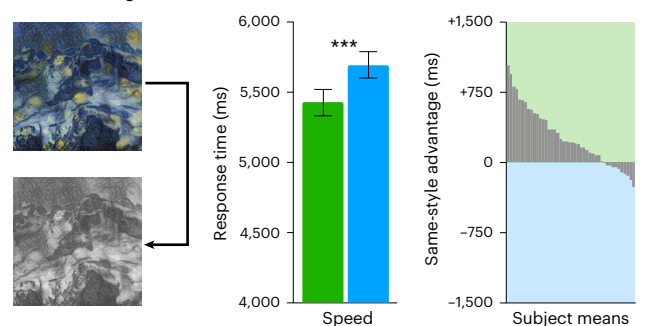 6,000
5,500
5,000
4,500
4,000
Response time (ms)
***
Speed
+1,500
+750
0
–750
–1,500
Same-style advantage (ms)
Subject means